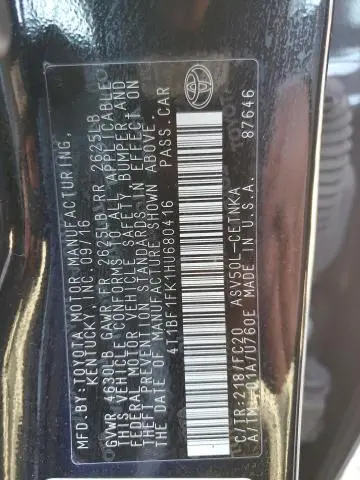 MFD.BY:TOYOTA MOTOR MANUFACTURING,
KENTUCKY, INC. 09/16
GVWR 4630LB GAWR FR 2625LB RR 2625LB
THIS VEHICLE CONFORMS TO ALL APPLICABLE
FEDERAL MOTOR VEHICLE SAFETY, BUMPER, AND
THEFT PREVENTION STANDARDS IN EFFECT ON
THE DATE OF MANUFACTURE SHOWN ABOVE.
4T1BF1FK1HU680416 PASS.CAR
C/TR:218/FC20 ASV50L-CETNKA
A/TM:-01A/U760E MADE IN U.S.A.
87646